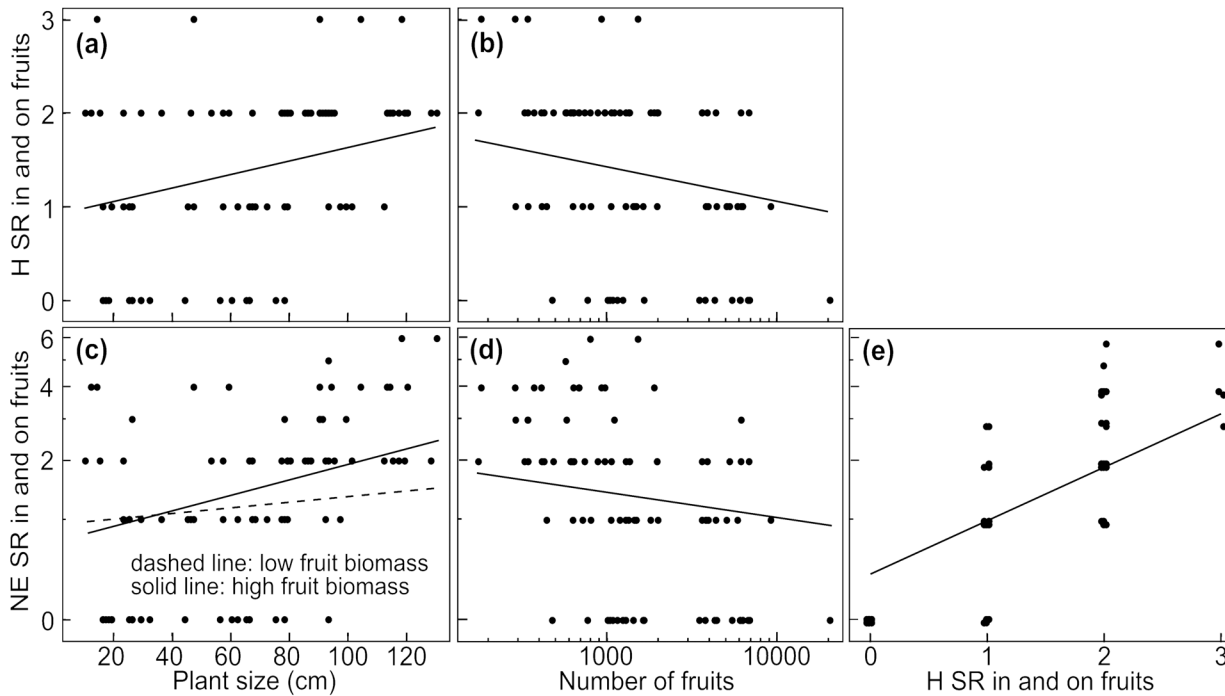 (a)
(b)
H SR in and on fruits
3
2
1
0
(c)
(d)
(e)
NE SR in and on fruits
6
4
2
0
dashed line: low fruit biomass
solid line: high fruit biomass
20 40 60 80 100 120
1000 10000
0 1 2 3
Plant size (cm)
Number of fruits
H SR in and on fruits